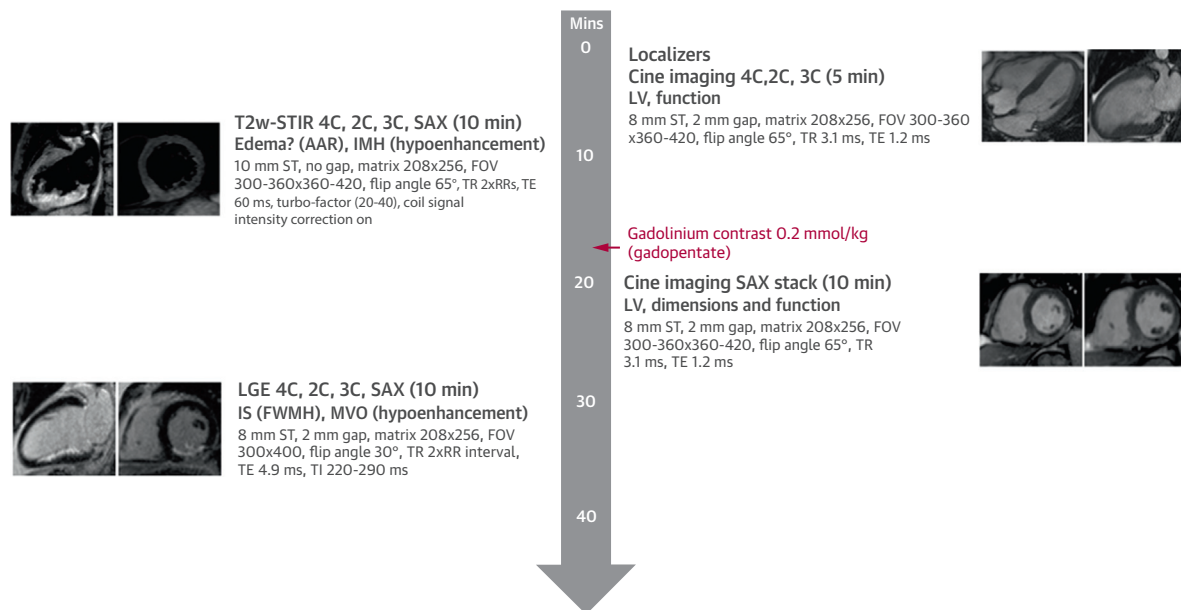 Mins
0
Localizers
Cine imaging 4C,2C, 3C (5 min)
LV, function
8 mm ST, 2 mm gap, matrix 208x256, FOV 300-360
x360-420, flip angle 65°, TR 3.1 ms, TE 1.2 ms
T2w-STIR 4C, 2C, 3C, SAX (10 min)
Edema? (AAR), IMH (hypoenhancement)
10 mm ST, no gap, matrix 208x256, FOV
300-360x360-420, flip angle 65°, TR 2xRRs, TE
60 ms, turbo-factor (20-40), coil signal
intensity correction on
10
Gadolinium contrast 0.2 mmol/kg
(gadopentate)
20
Cine imaging SAX stack (10 min)
LV, dimensions and function
8 mm ST, 2 mm gap, matrix 208x256, FOV
300-360x360-420, flip angle 65°, TR
3.1 ms, TE 1.2 ms
LGE 4C, 2C, 3C, SAX (10 min)
IS (FWMH), MVO (hypoenhancement)
8 mm ST, 2 mm gap, matrix 208x256, FOV
300x400, flip angle 30°, TR 2xRR interval,
TE 4.9 ms, TI 220-290 ms
30
40